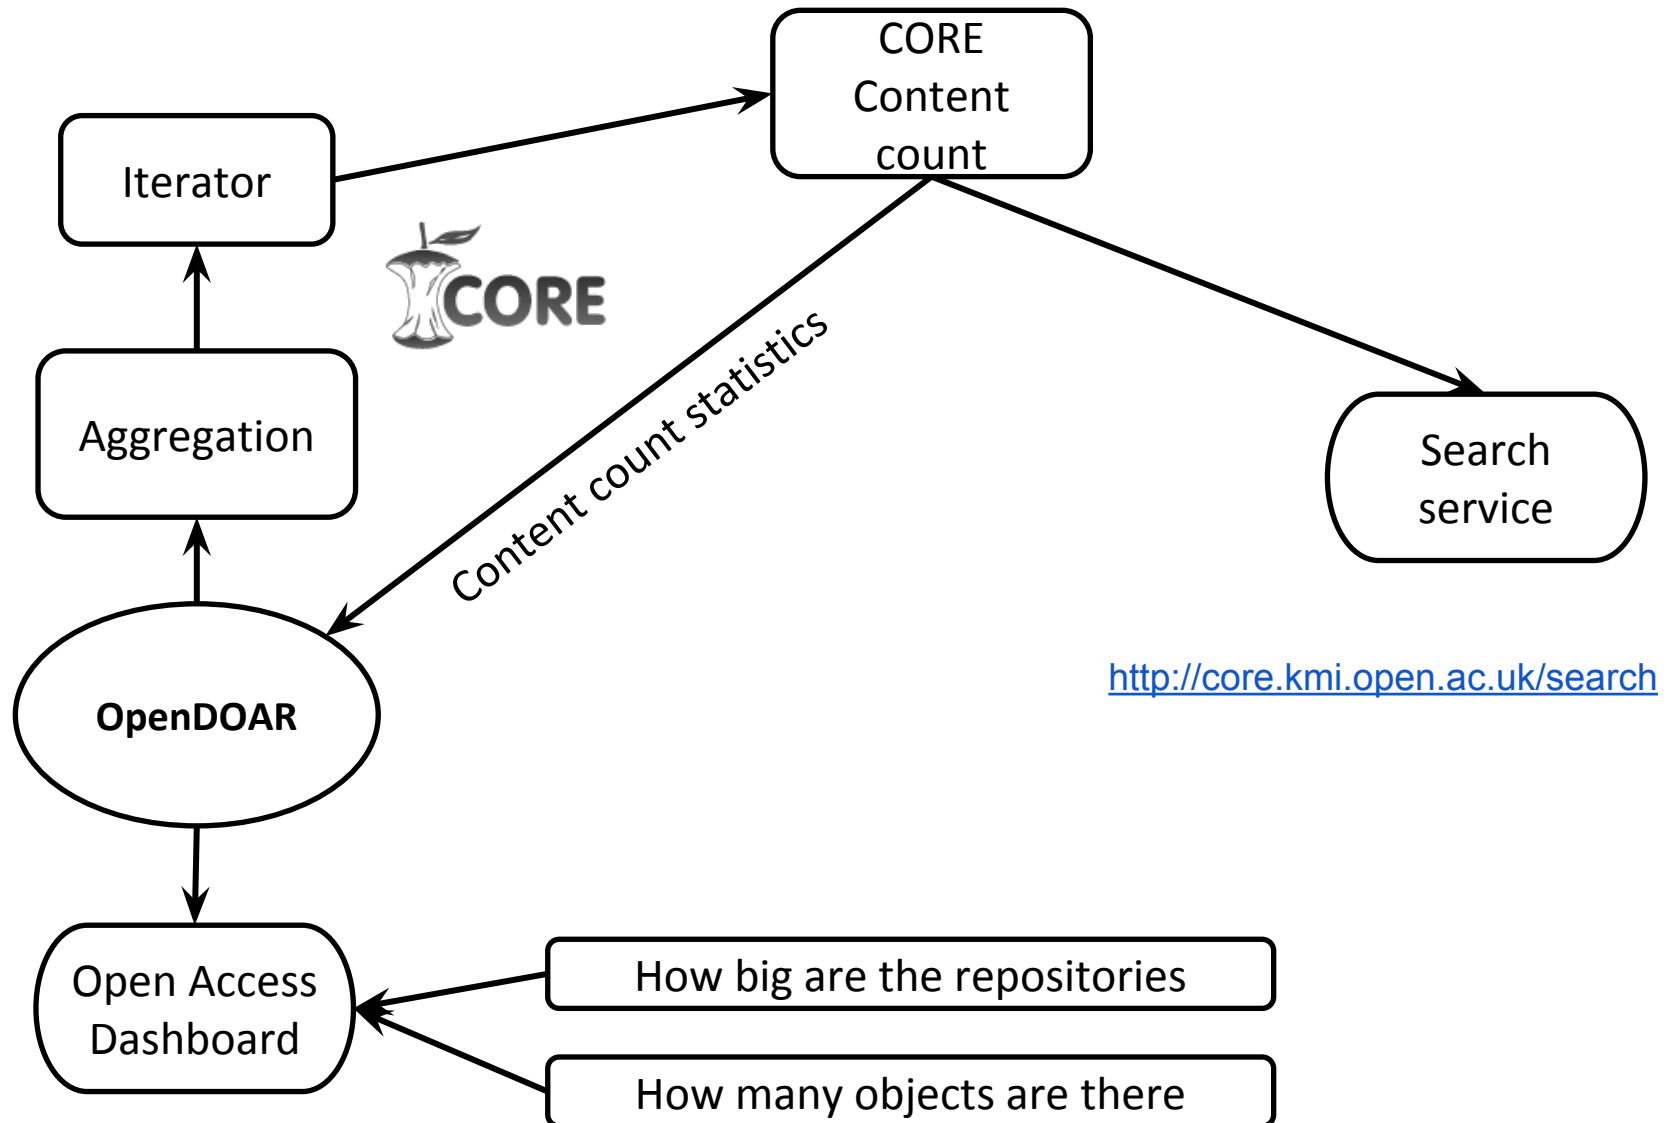 CORE
Content
count
Iterator
CORE
Content count statistics
Aggregation
Search
service
OpenDOAR
http://core.kmi.open.ac.uk/search
Open Access
Dashboard
How big are the repositories
How many objects are there